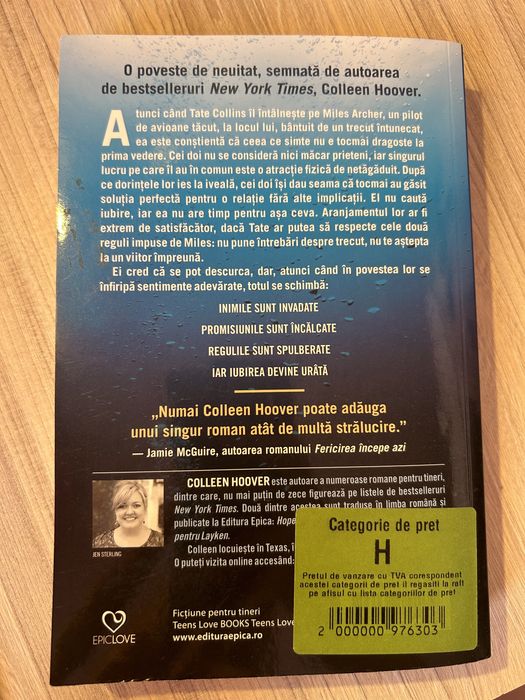 O poveste de neuitat, semnată de autoarea
de bestselleruri New York Times, Colleen Hoover.
Atunci când Tate Collins îl întâlnește pe Miles Archer, un pilot
de avioane tăcut, la locul lui, bântuit de un trecut întunecat,
ea este conștientă că ceea ce simte nu e tocmai dragoste la
prima vedere. Cei doi nu se consideră nici măcar prieteni, iar singurul
lucru pe care îl au în comun este o atracție fizică de netăgăduit. După
ce dorințele lor ies la iveală, cei doi își dau seama că tocmai au găsit
soluția perfectă pentru o relație fără alte implicații. El nu caută
iubire, iar ea nu are timp pentru așa ceva. Aranjamentul lor ar fi
extrem de satisfăcător, dacă Tate ar putea să respecte cele două
reguli impuse de Miles: nu pune întrebări despre trecut, nu te aștepta
la un viitor împreună.
Ei cred că se pot descurca, dar, atunci când în povestea lor se
înfiripă sentimente adevărate, totul se schimbă:
INIMILE SUNT INVADATE
PROMISIUNILE SUNT ÎNCĂLCATE
REGULILE SUNT SPULBERATE
IAR IUBIREA DEVINE URÂTĂ
„Numai Colleen Hoover poate adăuga
unui singur roman atât de multă strălucire.”
— Jamie McGuire, autoarea romanului Fericirea începe azi
COLLEEN HOOVER este autoare a numeroase romane pentru tineri,
dintre care, nu mai puțin de zece figurează pe listele de bestselleruri
New York Times. Două dintre acestea sunt traduse în limba română și
publicate la Editura Epica: Hope
pentru Layken.
Colleen locuiește în Texas,
O puteți vizita online accesând:
JEN STERLING
Categorie de pret
H
Pretul de vanzare cu TVA corespondent
acestei categorii de pret il regasiti la raft
pe afisul cu lista categoriilor de pret
2 000000 976303
EPICLOVE
Ficțiune pentru tineri
Teens Love BOOKS Teens Love
www.edituraepica.ro